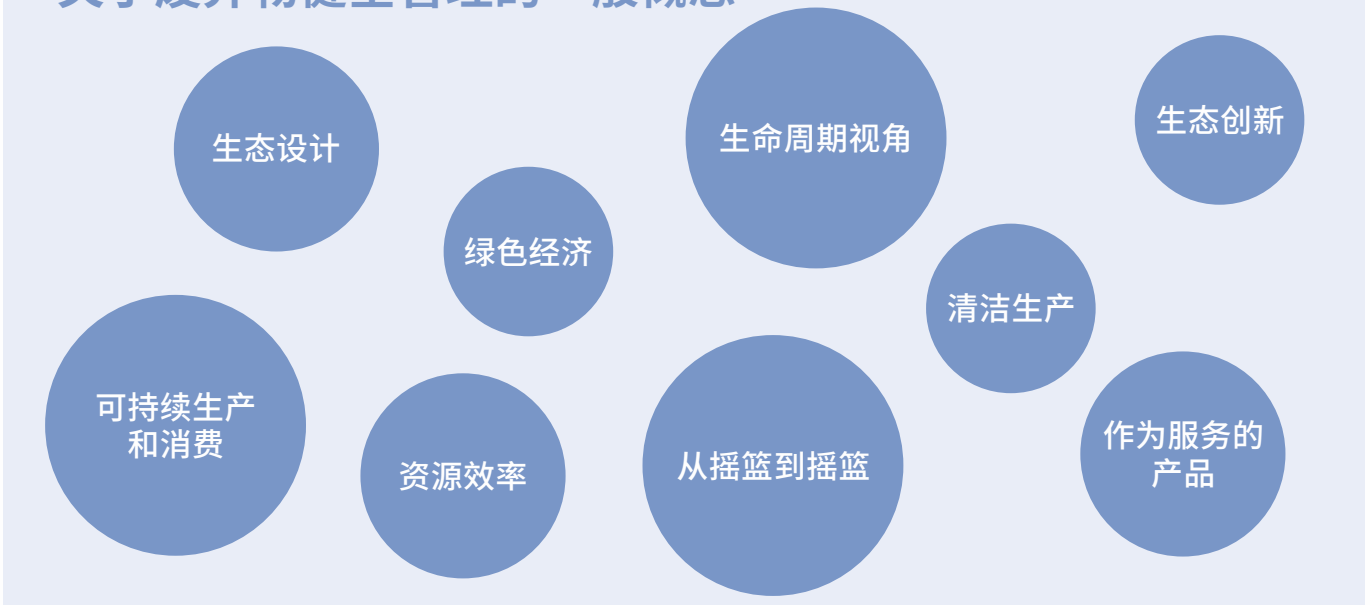 生态设计
生命周期视角
生态创新
绿色经济
清洁生产
可持续生产
和消费
资源效率
从摇篮到摇篮
作为服务的
产品